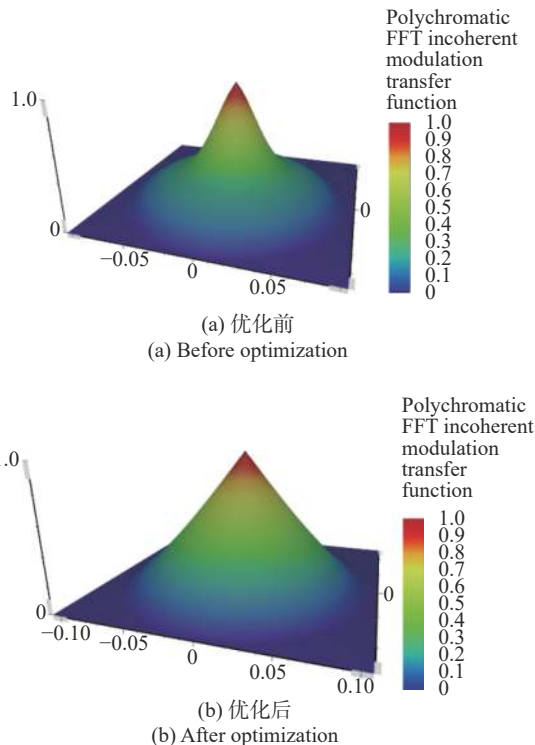 Polychromatic
FFT incoherent
modulation
transfer
function
1.0
0.9
0.8
0.7
0.6
0.5
0.4
0.3
0.2
0.1
0
1.0
0
−0.05
0
0.05
0
(a) 优化前
(a) Before optimization
Polychromatic
FFT incoherent
modulation
transfer
function
1.0
0.9
0.8
0.7
0.6
0.5
0.4
0.3
0.2
0.1
0
.0
0
−0.10
−0.05
0
0.05
0.10
0
(b) 优化后
(b) After optimization